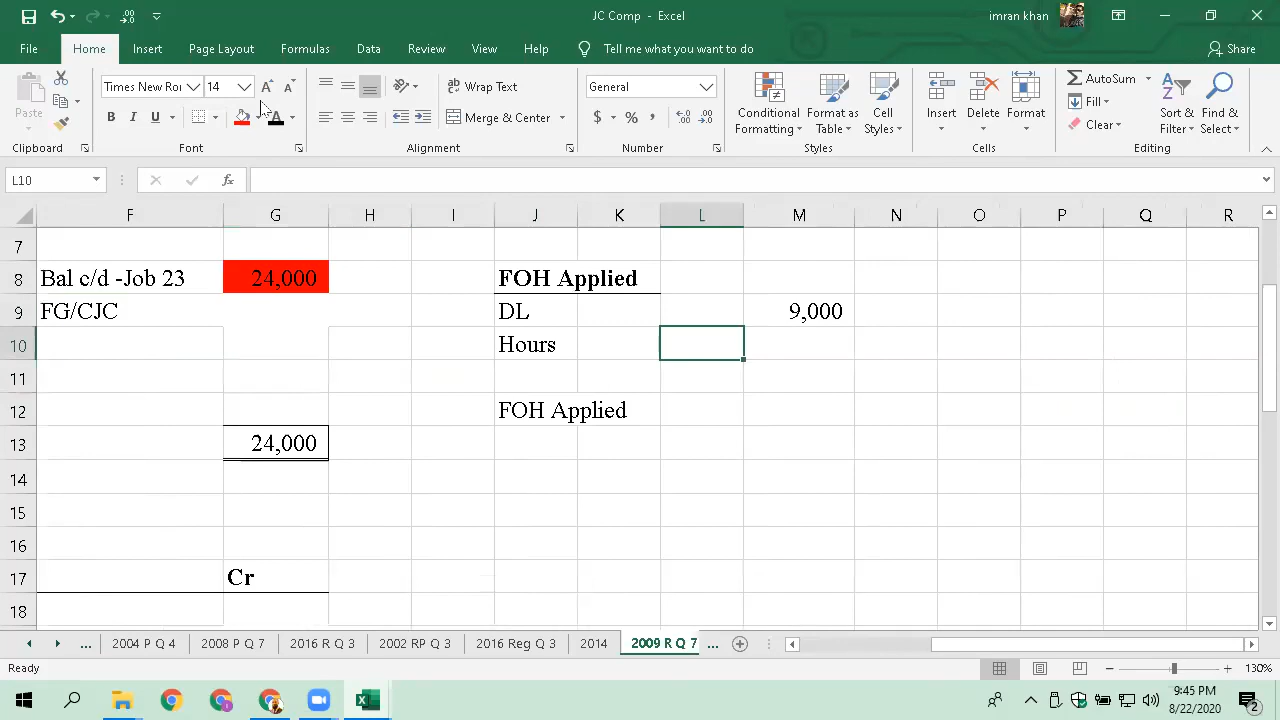 JC Comp - Excel
imran khan
File Home Insert Page Layout Formulas Data Review View Help Tell me what you want to do Share
Paste
Times New Roi 14
B I U
Wrap Text
Merge & Center
General
$ % ,
Conditional Formatting
Format as Table
Cell Styles
Insert Delete Format
AutoSum
Fill
Clear
Sort & Filter
Find & Select
Clipboard Font Alignment Number Styles Cells Editing
L10 fx
F G H I J K L M N O P Q R
7
8 Bal c/d -Job 23 24,000 FOH Applied
9 FG/CJC DL 9,000
10 Hours
11
12 FOH Applied
13 24,000
14
15
16
17 Cr
18
... 2004 P Q 4 2008 P Q 7 2016 R Q 3 2002 RP Q 3 2016 Reg Q 3 2014 2009 R Q 7 ...
Ready 130%
9:45 PM
8/22/2020
2